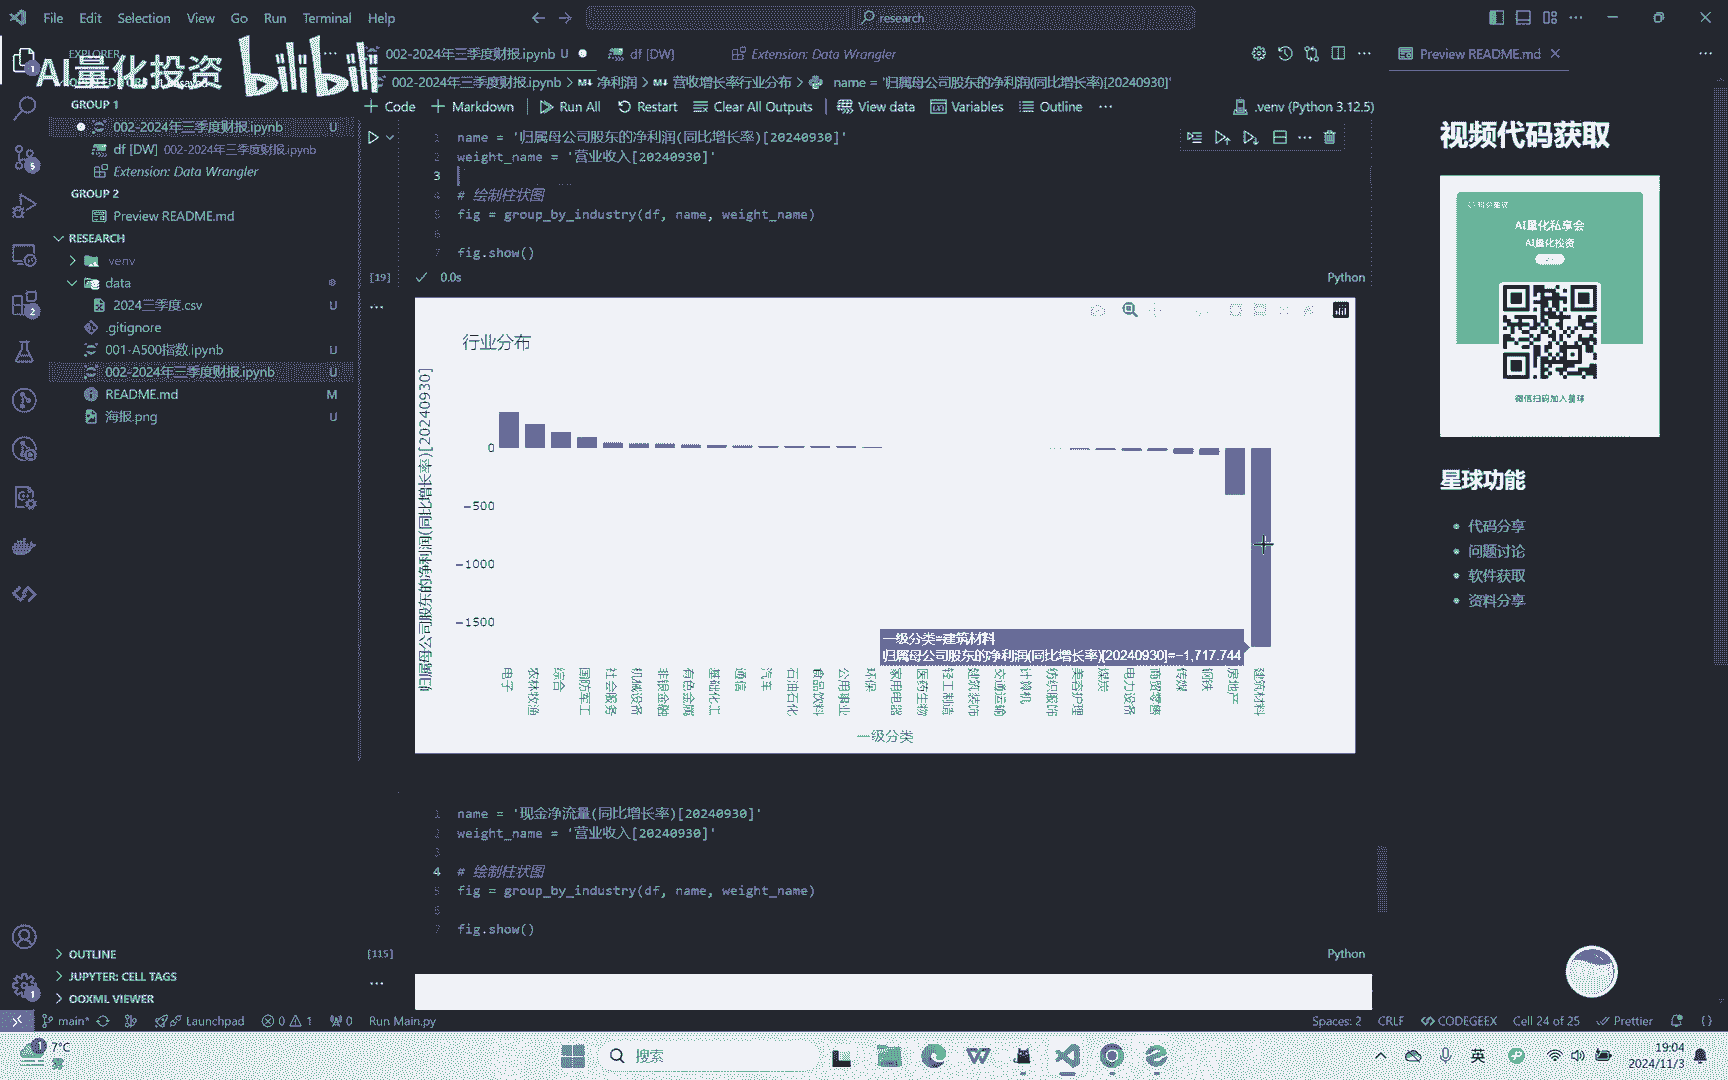 File Edit Selection View Go Run Terminal Help
research
AI量化投资 bilibili
EXPLORER
002-2024年三季度财报.ipynb U
df [DW]
Extension: Data Wrangler
Preview README.md
002-2024年三季度财报.ipynb > 净利润 > 营收增长率行业分布 > name = '归属母公司股东的净利润(同比增长率)[20240930]'
Code Markdown Run All Restart Clear All Outputs View data Variables Outline
.venv (Python 3.12.5)
GROUP 1
002-2024年三季度财报.ipynb U
df [DW] 002-2024年三季度财报.ipynb
Extension: Data Wrangler
GROUP 2
Preview README.md
RESEARCH
venv
data
2024三季度.csv U
.gitignore
001-A500指数.ipynb U
002-2024年三季度财报.ipynb U
README.md M
海报.png U
OUTLINE
JUPYTER: CELL TAGS
OOXML VIEWER
1 name = '归属母公司股东的净利润(同比增长率)[20240930]'
2 weight_name = '营业收入[20240930]'
3
4 # 绘制柱状图
5 fig = group_by_industry(df, name, weight_name)
6
7 fig.show()
[19] 0.0s Python
行业分布
归属母公司股东的净利润(同比增长率)[20240930]
0
−500
−1000
−1500
一级分类=建筑材料
归属母公司股东的净利润(同比增长率)[20240930]=−1,717.744
电子
农林牧渔
综合
国防军工
社会服务
机械设备
非银金融
有色金属
基础化工
通信
汽车
石油石化
食品饮料
公用事业
环保
家用电器
医药生物
轻工制造
建筑装饰
交通运输
计算机
纺织服饰
美容护理
煤炭
电力设备
商贸零售
传媒
钢铁
房地产
建筑材料
一级分类
1 name = '现金净流量(同比增长率)[20240930]'
2 weight_name = '营业收入[20240930]'
3
4 # 绘制柱状图
5 fig = group_by_industry(df, name, weight_name)
6
7 fig.show()
[115] Python
视频代码获取
AI量化私享会
AI量化投资
微信扫码加入星球
星球功能
代码分享
问题讨论
软件获取
资料分享
main* Launchpad 0 1 0 Run Main.py
Spaces: 2 CRLF CODEGEEX Cell 24 of 25 Prettier
7°C
搜索
英
19:04
2024/11/3